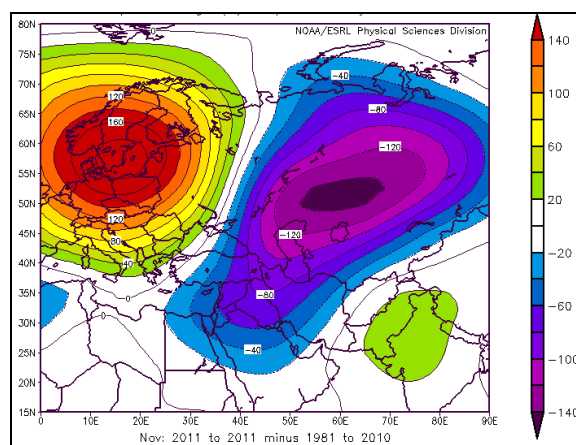 NOAA/ESRL Physical Sciences Division
80N
75N
70N
65N
60N
55N
50N
45N
40N
35N
30N
25N
20N
15N
0
10E
20E
30E
40E
50E
60E
70E
80E
90E
0
120
160
120
80
40
0
0
-40
-80
-120
-120
-80
-40
140
100
60
20
-20
-60
-100
-140
Nov: 2011 to 2011 minus 1981 to 2010